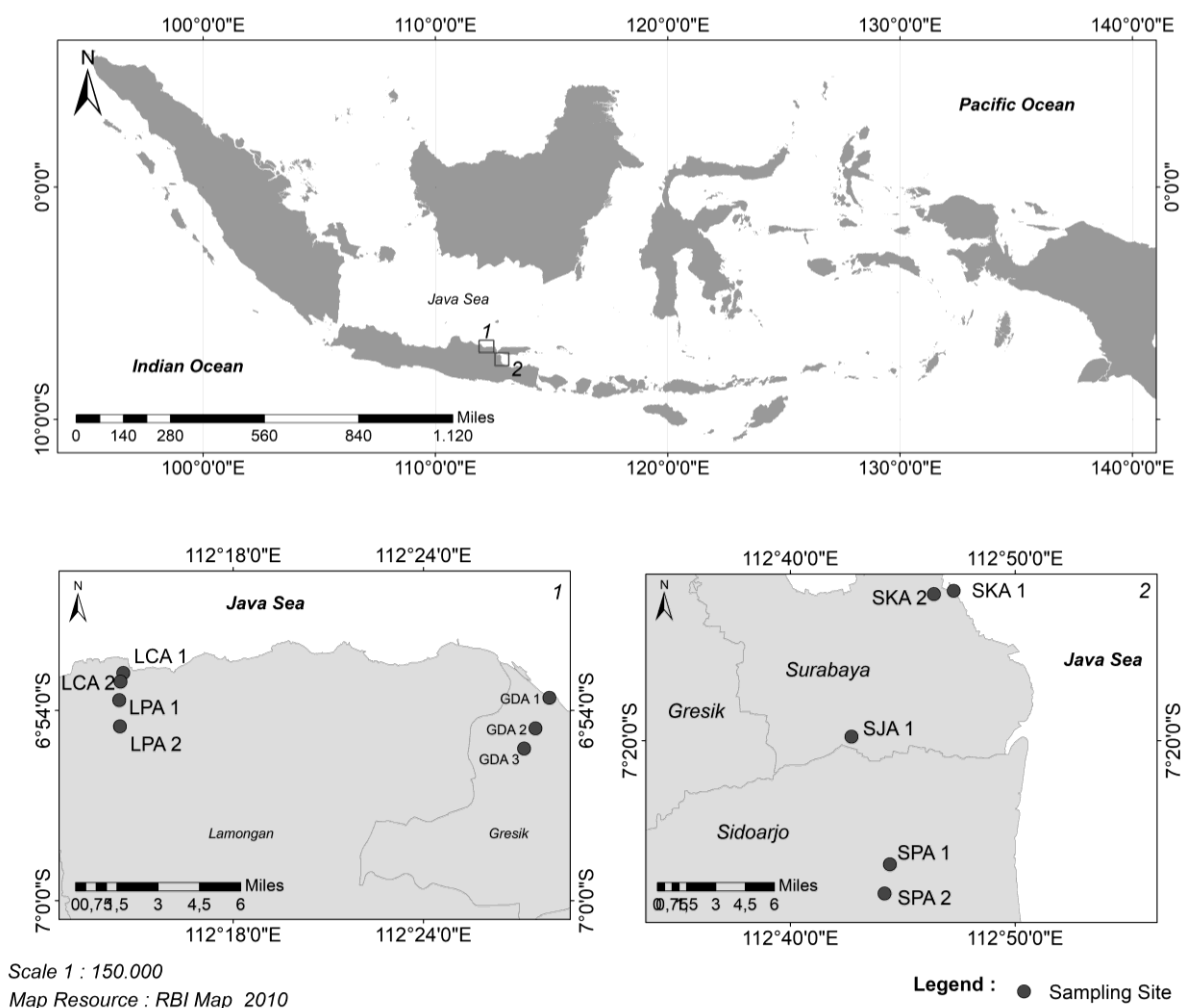 100°0'0"E 110°0'0"E 120°0'0"E 130°0'0"E 140°0'0"E
N
Pacific Ocean
0°0'0"
0°0'0"
Java Sea
1
2
Indian Ocean
10°0'0"S
Miles
0 140 280 560 840 1.120
100°0'0"E 110°0'0"E 120°0'0"E 130°0'0"E 140°0'0"E
112°18'0"E 112°24'0"E
N
1
Java Sea
LCA 1
LCA 2
LPA 1
LPA 2
GDA 1
GDA 2
GDA 3
6°54'0"S
6°54'0"S
Lamongan
Gresik
Miles
0 0,75 1,5 3 4,5 6
7°0'0"S
7°0'0"S
112°18'0"E 112°24'0"E
112°40'0"E 112°50'0"E
N
2
SKA 2
SKA 1
Surabaya
Java Sea
Gresik
SJA 1
7°20'0"S
7°20'0"S
Sidoarjo
SPA 1
SPA 2
Miles
0 0,75 1,5 3 4,5 6
112°40'0"E 112°50'0"E
Scale 1 : 150.000
Map Resource : RBI Map 2010
Legend : Sampling Site